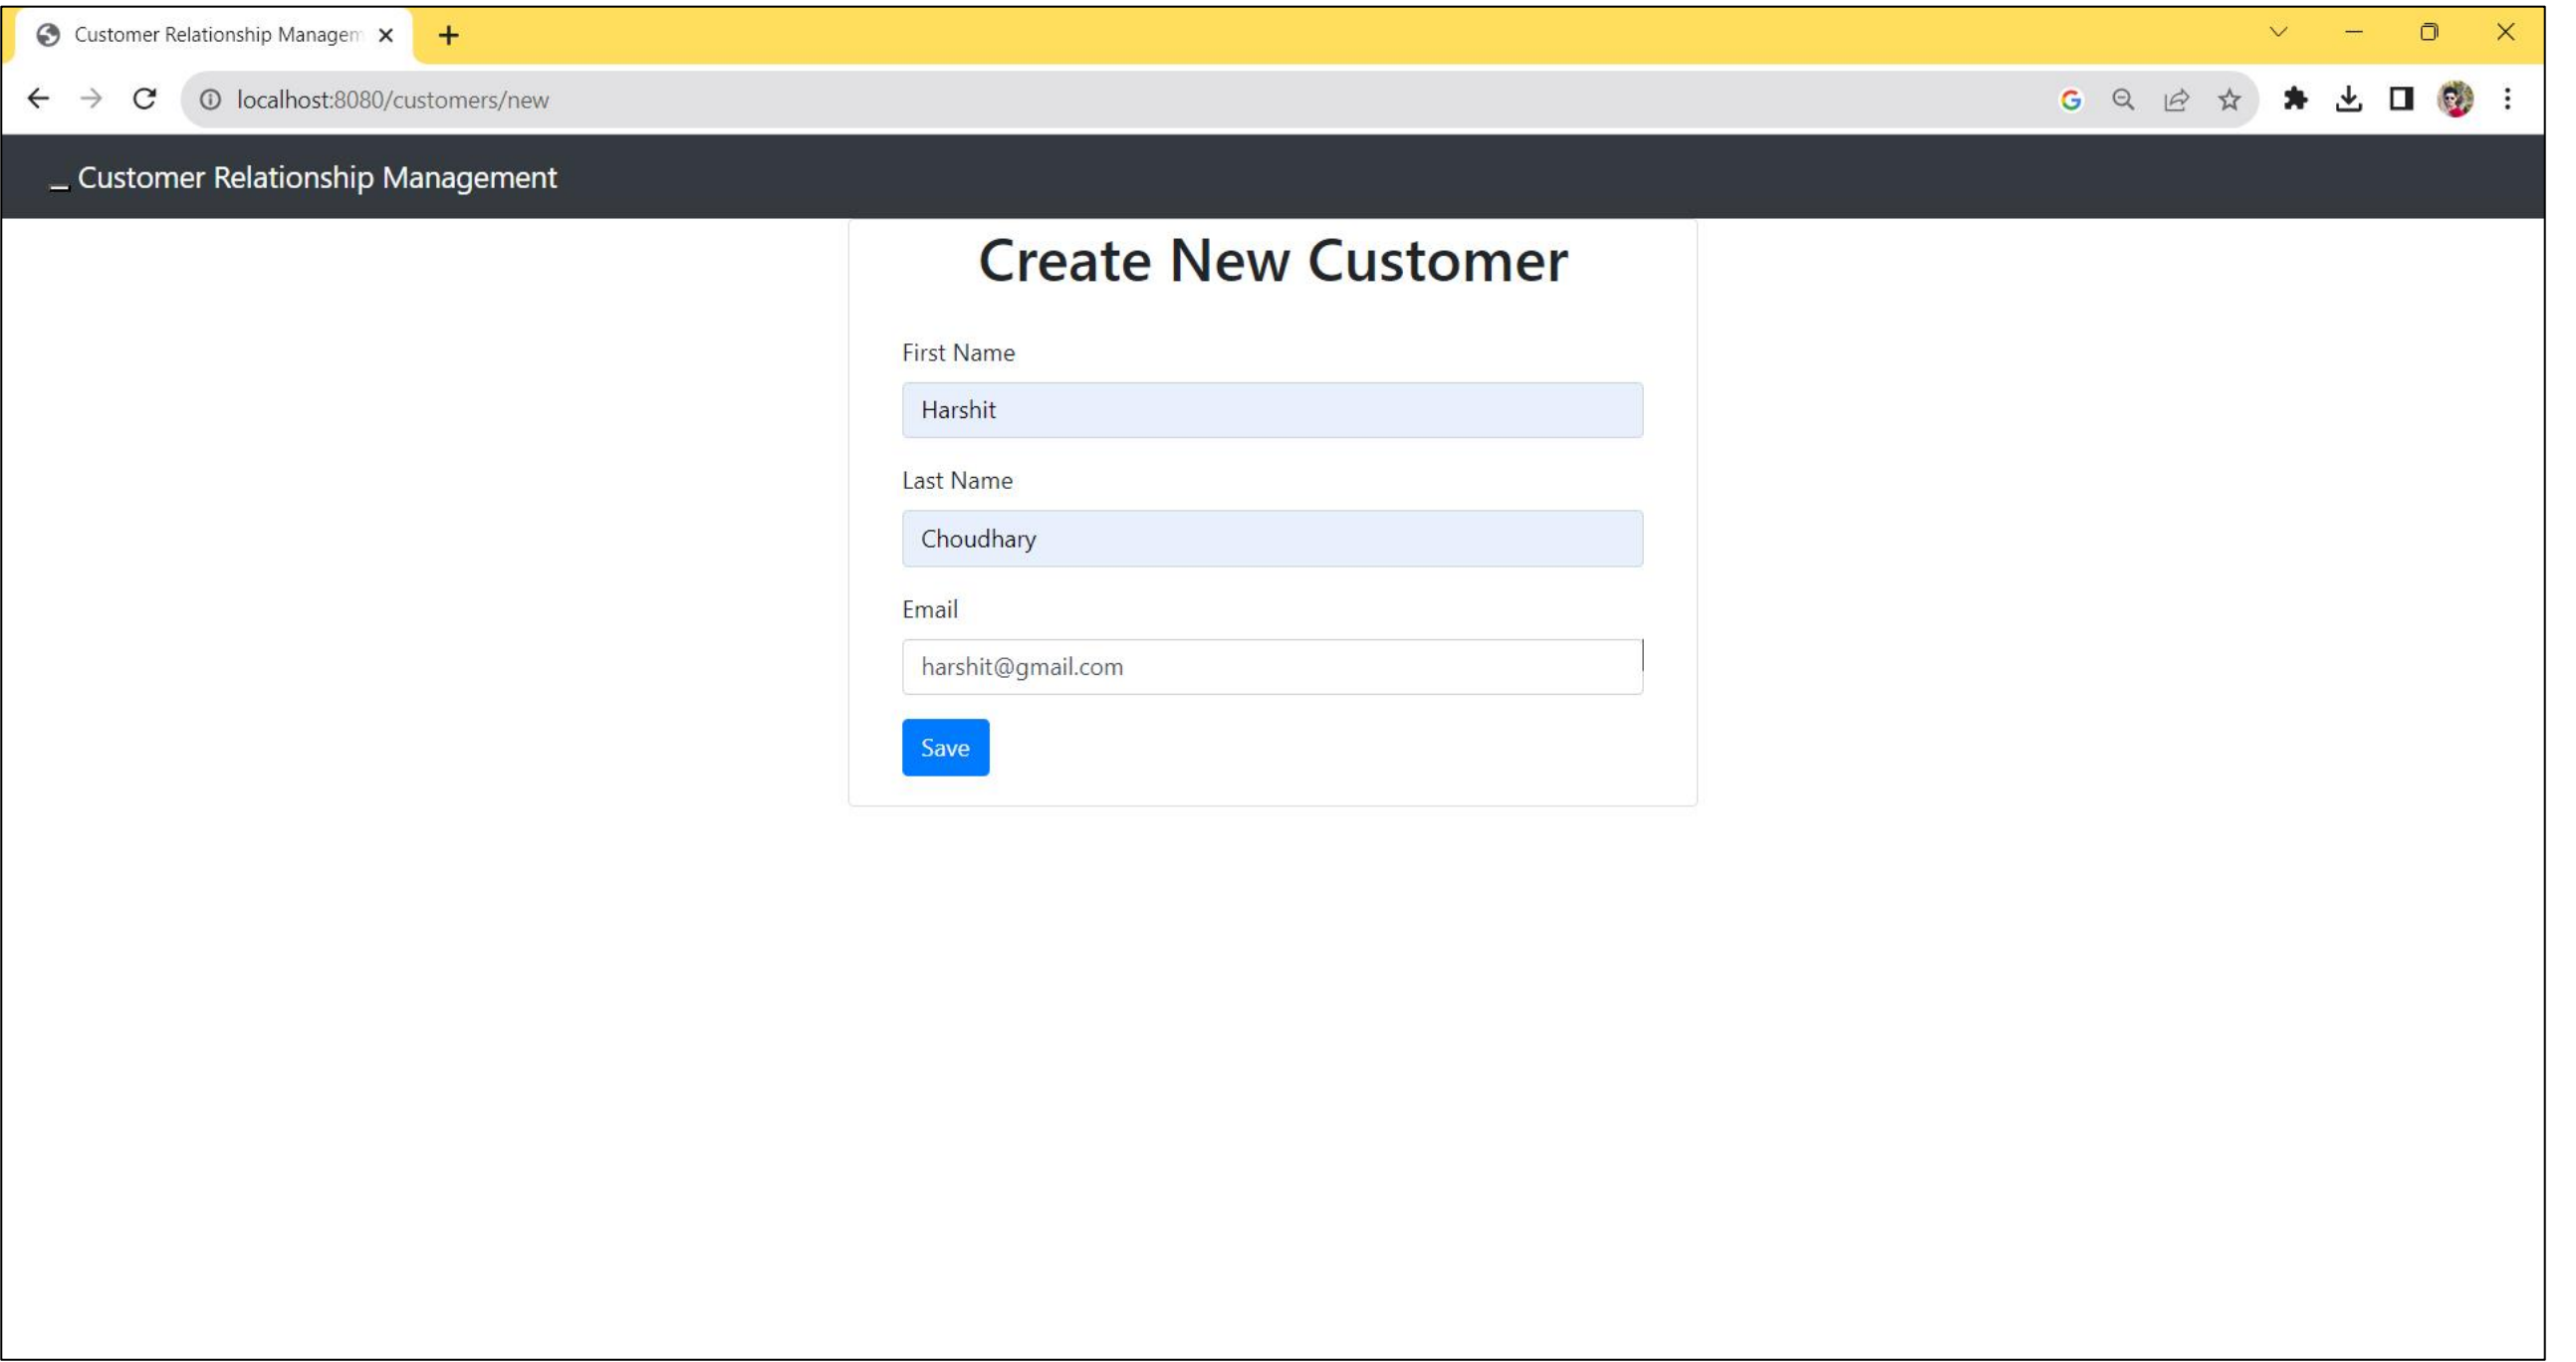 Customer Relationship Managem
localhost:8080/customers/new
Customer Relationship Management
Create New Customer
First Name
Harshit
Last Name
Choudhary
Email
harshit@gmail.com
Save